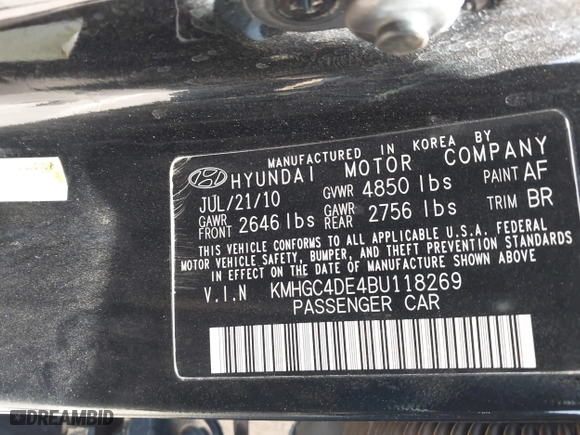 MANUFACTURED IN KOREA BY
HYUNDAI MOTOR COMPANY
JUL/21/10 GVWR 4850 lbs PAINT AF
GAWR FRONT 2646 lbs GAWR REAR 2756 lbs TRIM BR
THIS VEHICLE CONFORMS TO ALL APPLICABLE U.S.A. FEDERAL
MOTOR VEHICLE SAFETY, BUMPER, AND THEFT PREVENTION STANDARDS
IN EFFECT ON THE DATE OF MANUFACTURE SHOWN ABOVE.
V.I.N KMHGC4DE4BU118269
PASSENGER CAR
DREAMBID